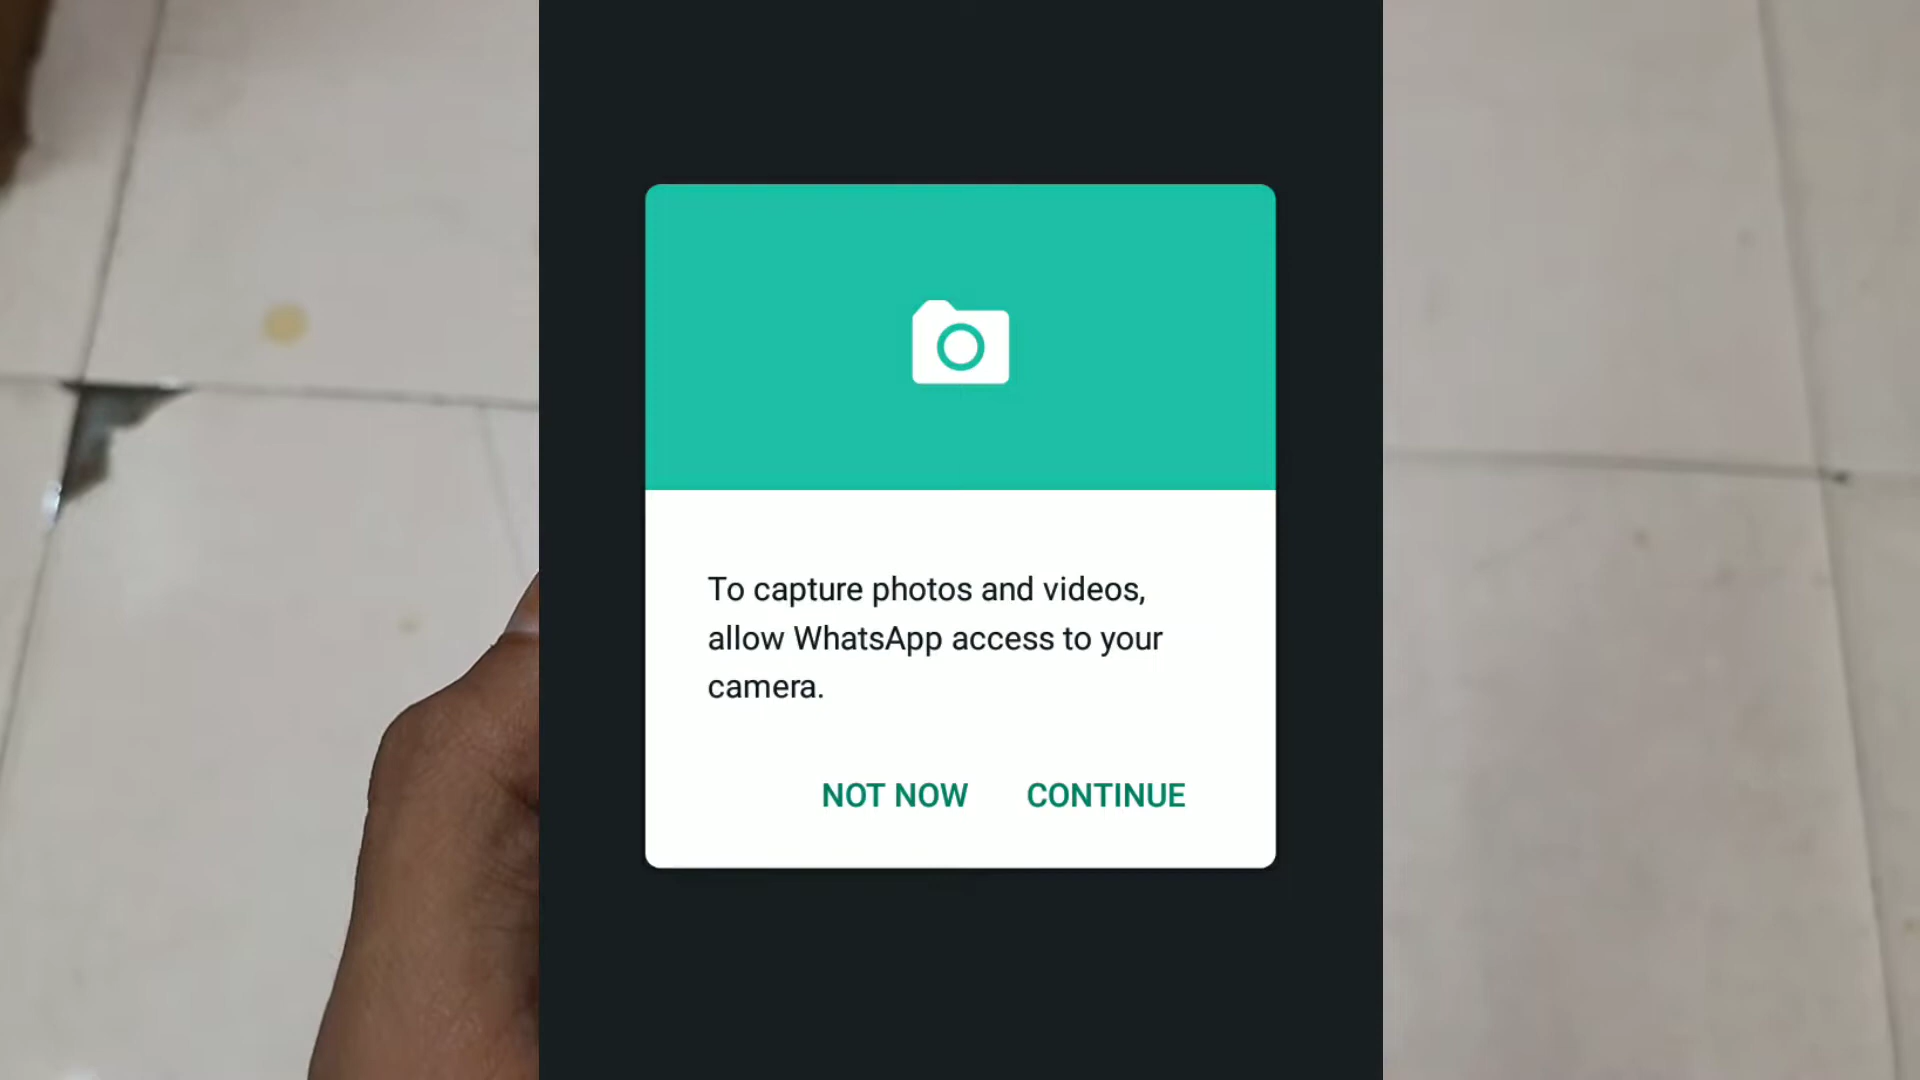 To capture photos and videos,
allow WhatsApp access to your
camera.
NOT NOW CONTINUE